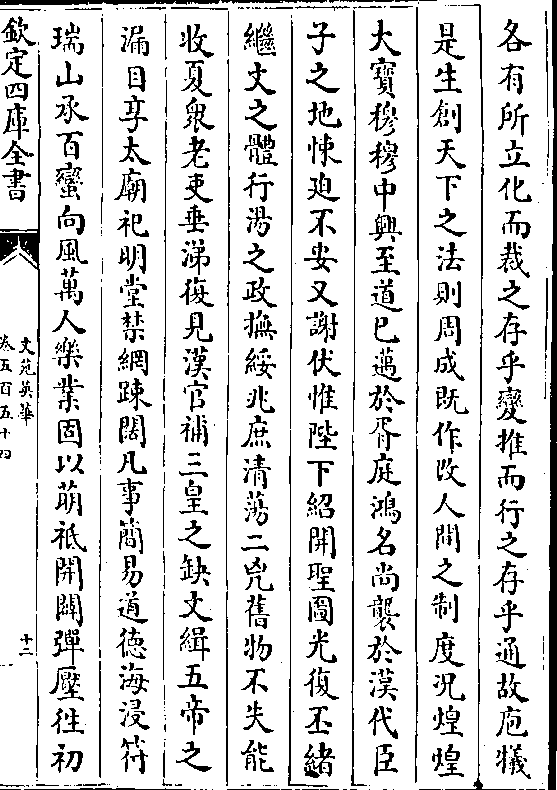 各有所立化而裁之存乎變推而行之存乎通故庖犧
是生創天下之法則周成既作改人間之制度況煌煌
大寶穆穆中興至道已邁於胥庭鴻名尚襲於漢代臣
子之地悚迫不安又謝伏惟陛下紹開聖圖光復丕緒
繼文之體行湯之政撫綏兆庶清蕩二兇舊物不失能
收夏衆老吏垂涕復見漢官補三皇之缺文緝五帝之
漏目享太廟祀明堂禁網踈闊凡事簡易道德海浸符
瑞山承百蠻向風萬人樂業固以萌祇開闢彈壓徃初
欽定四庫全書
文苑英華
卷五百五十四
十二